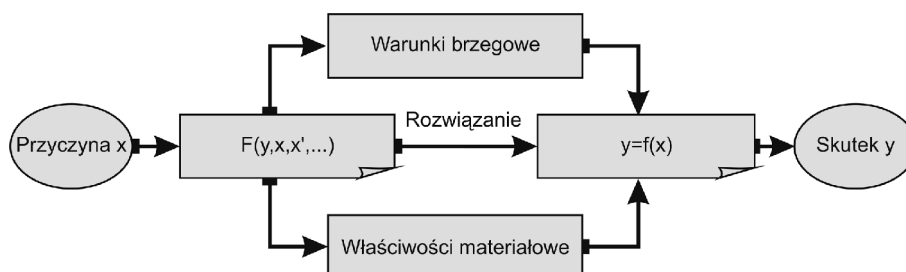 Warunki brzegowe
Przyczyna x
F(y,x,x',...)
Rozwiązanie
y=f(x)
Skutek y
Właściwości materiałowe